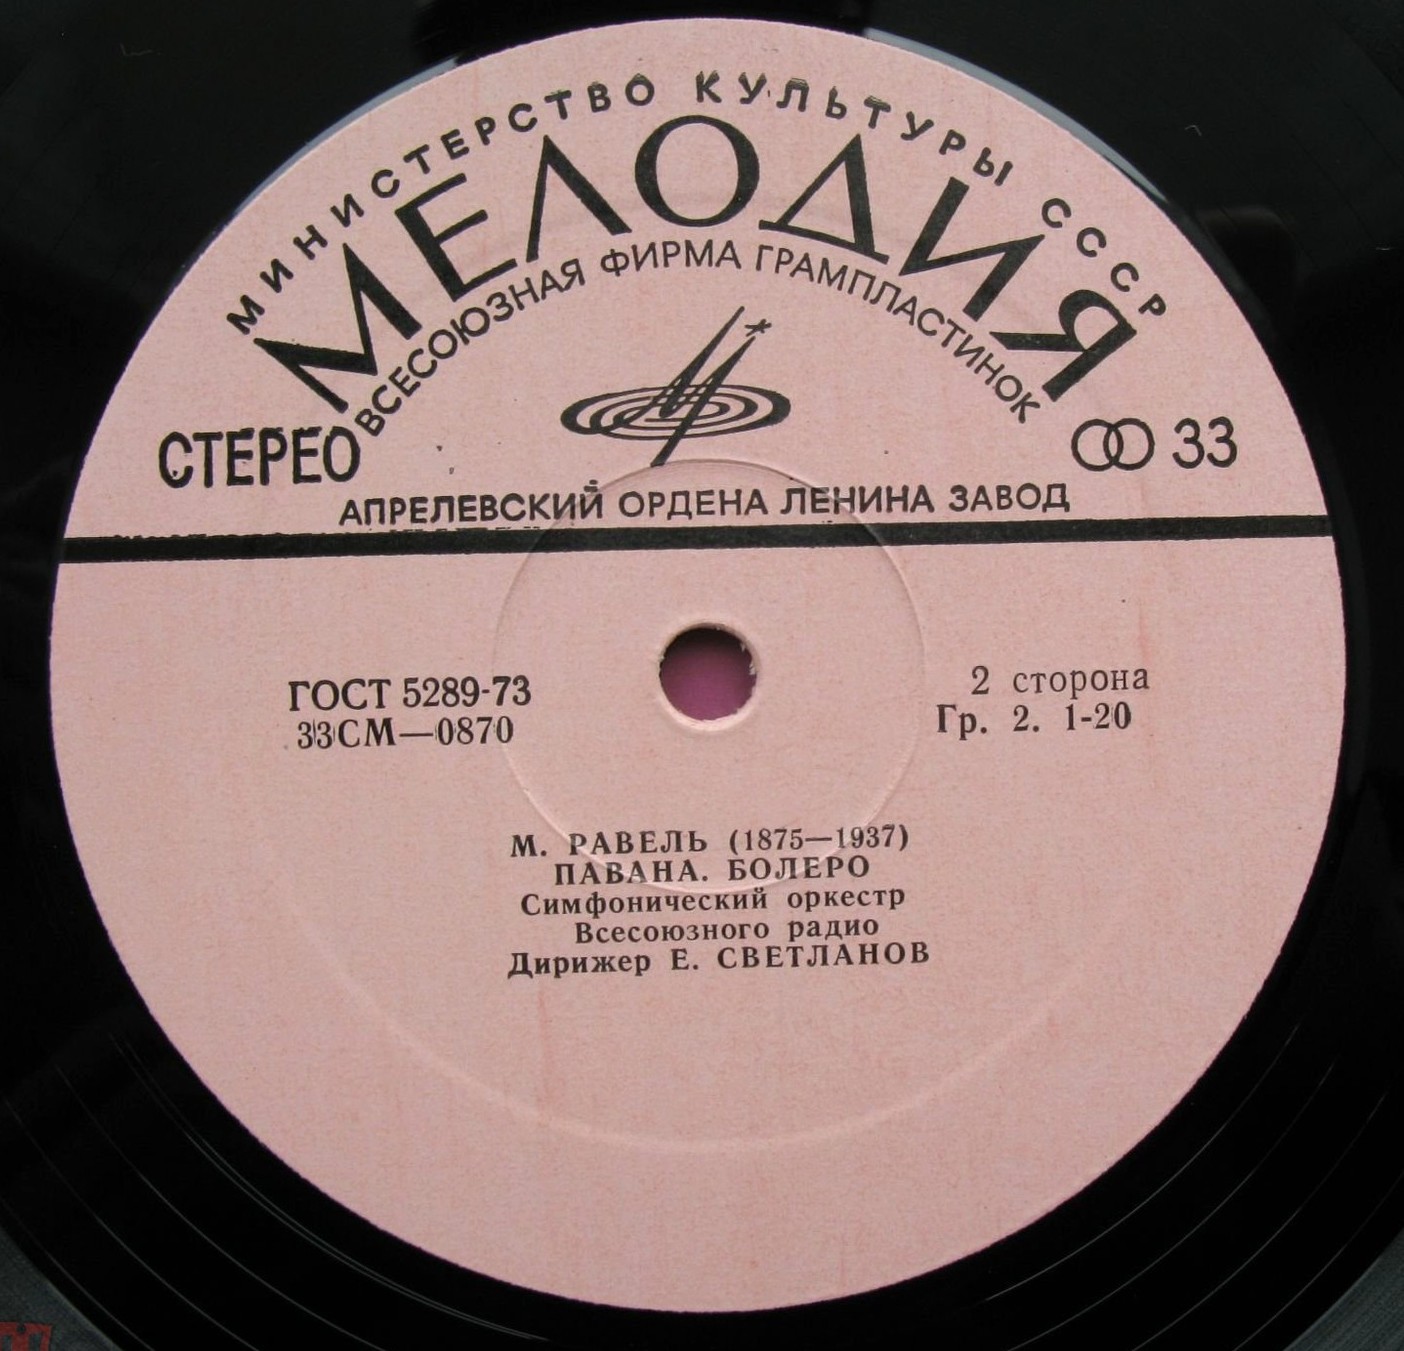 МИНИСТЕРСТВО КУЛЬТУРЫ СССР
МЕЛОДИЯ
ВСЕСОЮЗНАЯ ФИРМА ГРАМПЛАСТИНОК
СТЕРЕО
33
АПРЕЛЕВСКИЙ ОРДЕНА ЛЕНИНА ЗАВОД
ГОСТ 5289-73
33СМ—0870
2 сторона
Гр. 2. 1-20
М. РАВЕЛЬ (1875—1937)
ПАВАНА. БОЛЕРО
Симфонический оркестр
Всесоюзного радио
Дирижер Е. СВЕТЛАНОВ